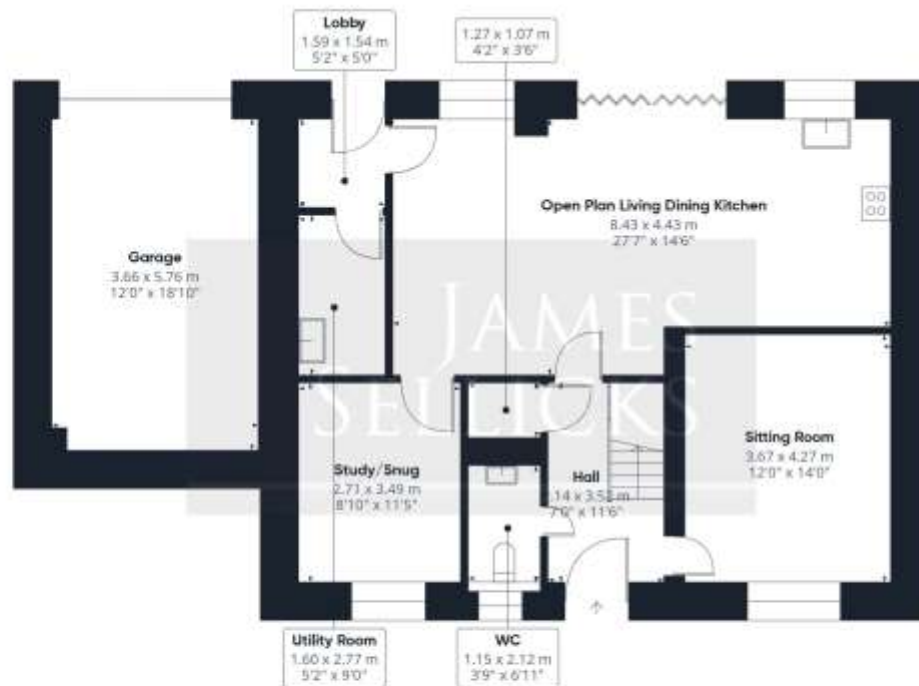 Lobby
1.59 x 1.54 m
5'2" x 5'0"
1.27 x 1.07 m
4'2" x 3'6"
Open Plan Living Dining Kitchen
8.43 x 4.43 m
27'7" x 14'6"
Garage
3.66 x 5.76 m
12'0" x 18'10"
JAMES
SELLICKS
Sitting Room
3.67 x 4.27 m
12'0" x 14'0"
Study/Snug
2.71 x 3.49 m
8'10" x 11'5"
Hall
x 11'6"
Utility Room
1.60 x 2.77 m
5'2" x 9'0"
WC
1.15 x 2.12 m
3'9" x 6'11"